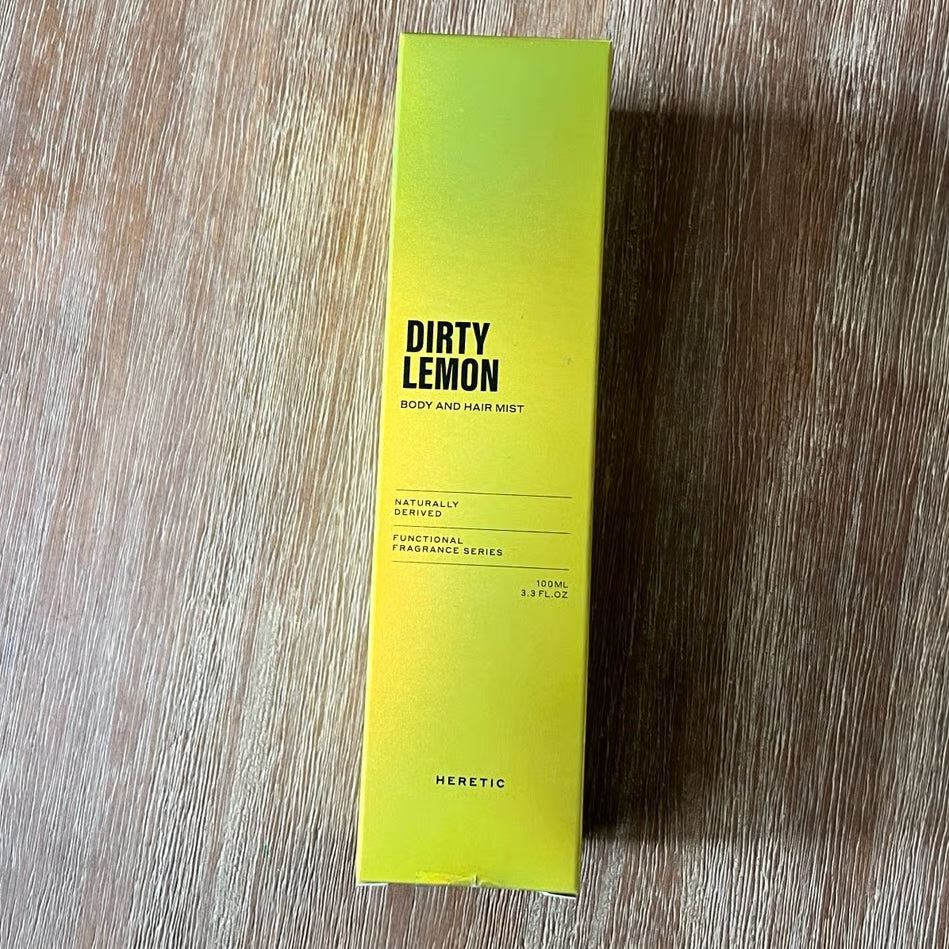 DIRTY
LEMON
BODY AND HAIR MIST
NATURALLY
DERIVED
FUNCTIONAL
FRAGRANCE SERIES
100ML
3.3 FL.OZ
HERETIC